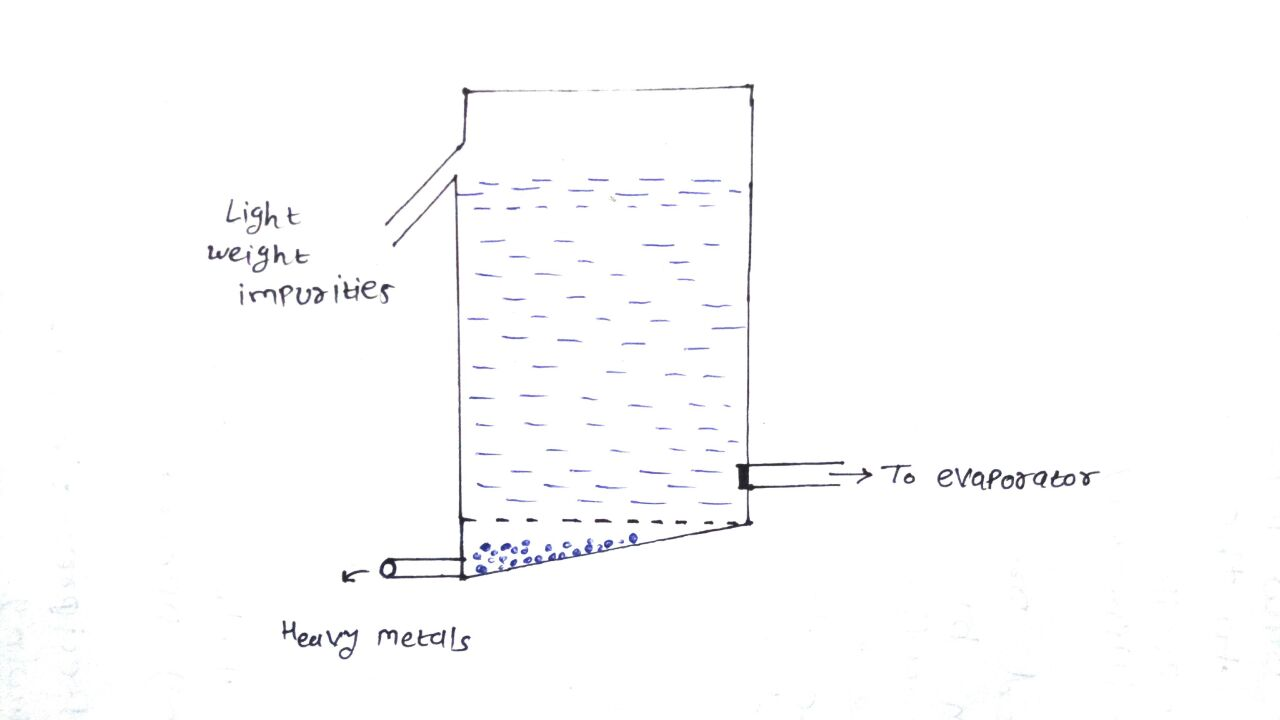 Light
weight
impurities
To evaporator
Heavy metals